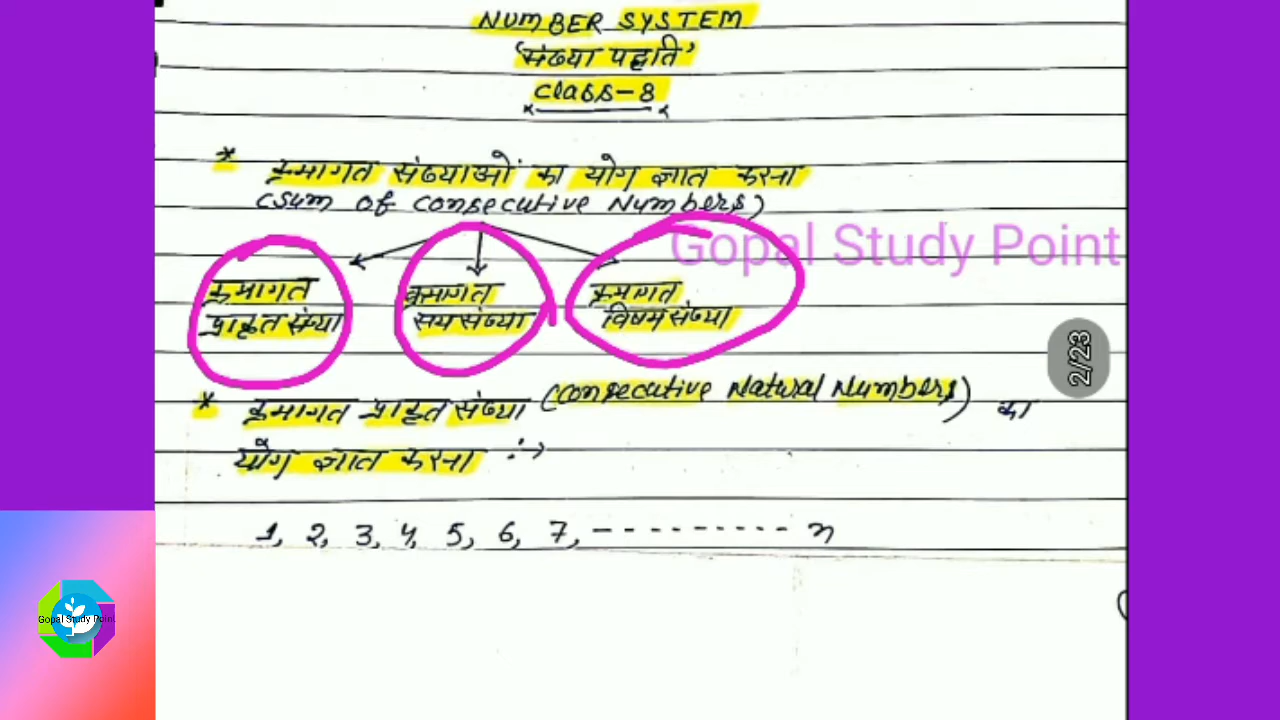 NUMBER SYSTEM
'संख्या पद्धति'
Class-8
* क्रमागत संख्याओं का योग ज्ञात करना
(Sum of Consecutive Numbers)
Gopal Study Point
क्रमागत प्राकृत संख्या
क्रमागत सम संख्या
क्रमागत विषम संख्या
2/23
* क्रमागत प्राकृत संख्या (Consecutive Natural Numbers) का
योग ज्ञात करना :→
1, 2, 3, 4, 5, 6, 7, ---------- n
Gopal Study Point